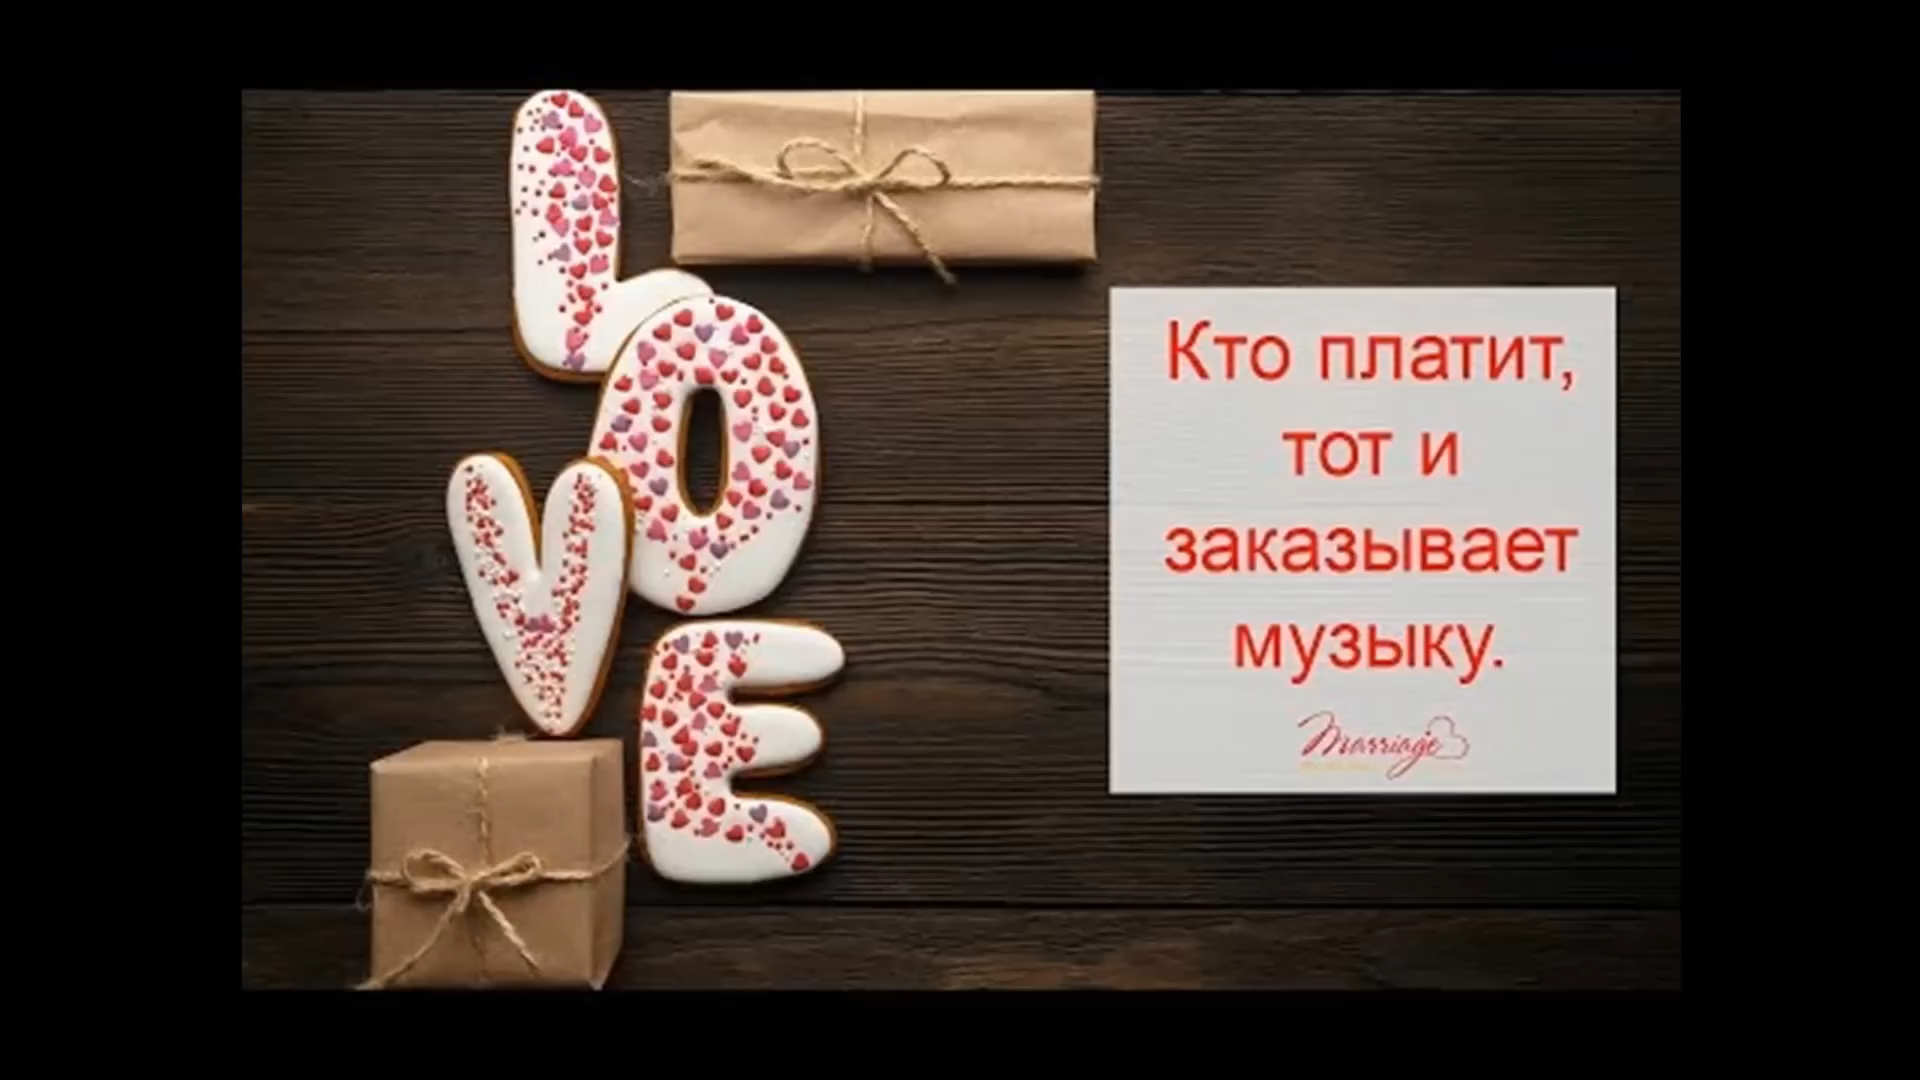 LOVE
Кто платит,
тот и
заказывает
музыку.
Marriage